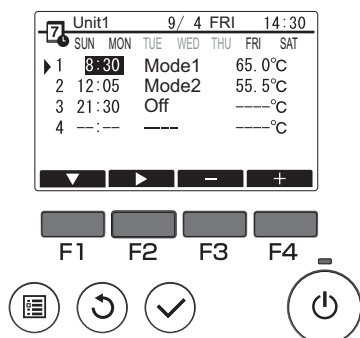 7 Unit1 9/ 4 FRI 14:30
SUN MON TUE WED THU FRI SAT
1 8:30 Mode1 65. 0°C
2 12:05 Mode2 55. 5°C
3 21:30 Off ----°C
4 --:-- ---- ----°C
− +
F1 F2 F3 F4